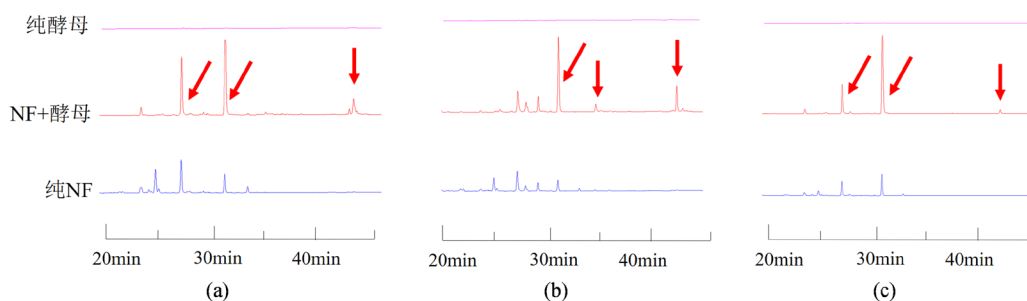 纯酵母
NF+酵母
纯NF
20min 30min 40min 20min 30min 40min 20min 30min 40min
(a) (b) (c)